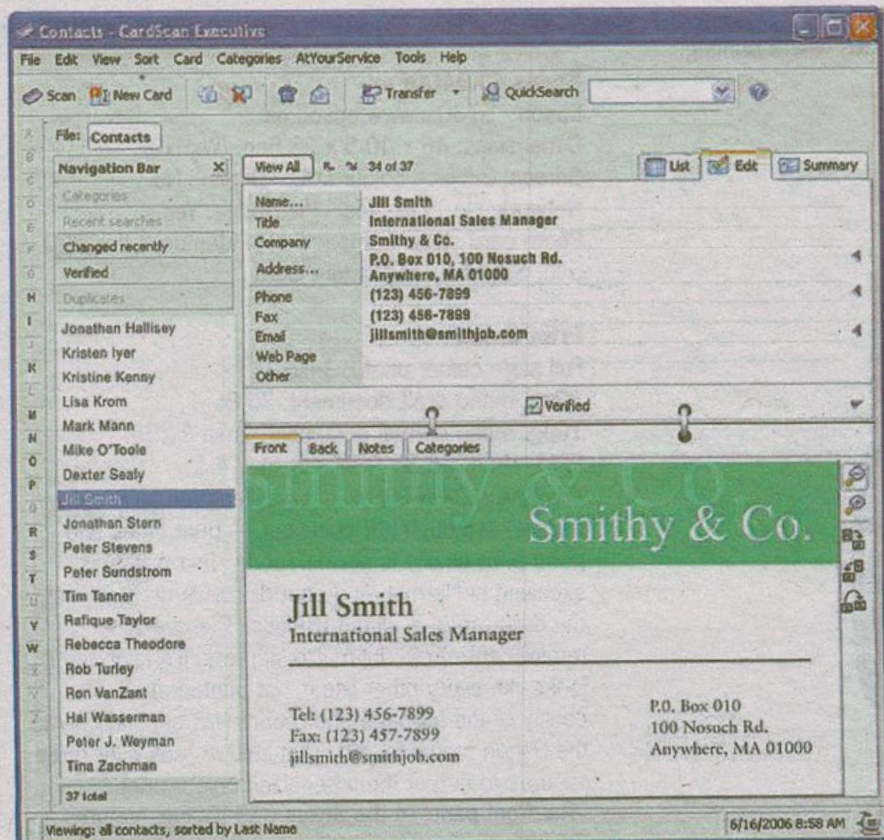 Contacts - CardScan Executive
File Edit View Sort Card Categories AtYourService Tools Help
Scan New Card Transfer QuickSearch
File: Contacts
Navigation Bar X
Categories
Recent searches
Changed recently
Verified
Duplicates
Jonathan Hallisey
Kristen Iyer
Kristine Kenny
Lisa Krom
Mark Mann
Mike O'Toole
Dexter Sealy
Jill Smith
Jonathan Stern
Peter Stevens
Peter Sundstrom
Tim Tanner
Rafique Taylor
Rebecca Theodore
Rob Turley
Ron VanZant
Hal Wasserman
Peter J. Weyman
Tina Zachman
37 total
A
B
C
D
E
F
G
H
I
J
K
L
M
N
O
P
Q
R
S
T
U
V
W
X
Y
Z
View All 34 of 37 List Edit Summary
Name... Jill Smith
Title International Sales Manager
Company Smithy & Co.
Address... P.O. Box 010, 100 Nosuch Rd.
Anywhere, MA 01000
Phone (123) 456-7899
Fax (123) 456-7899
Email jillsmith@smithjob.com
Web Page
Other
Verified
Front Back Notes Categories
Smithy & Co.
Smithy & Co.
Jill Smith
International Sales Manager
Tel: (123) 456-7899
Fax: (123) 457-7899
jillsmith@smithjob.com
P.O. Box 010
100 Nosuch Rd.
Anywhere, MA 01000
Viewing: all contacts, sorted by Last Name 6/16/2006 8:58 AM